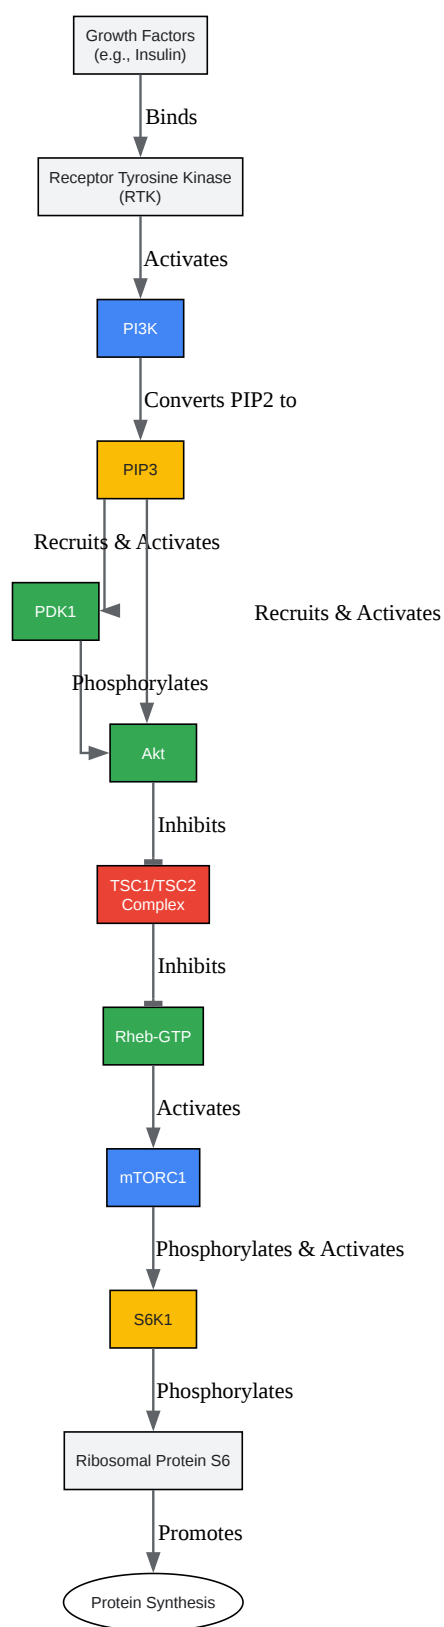 Growth Factors
(e.g., Insulin)
Binds
Receptor Tyrosine Kinase
(RTK)
Activates
PI3K
Converts PIP2 to
PIP3
Recruits & Activates
PDK1
Recruits & Activates
Phosphorylates
Akt
Inhibits
TSC1/TSC2
Complex
Inhibits
Rheb-GTP
Activates
mTORC1
Phosphorylates & Activates
S6K1
Phosphorylates
Ribosomal Protein S6
Promotes
Protein Synthesis